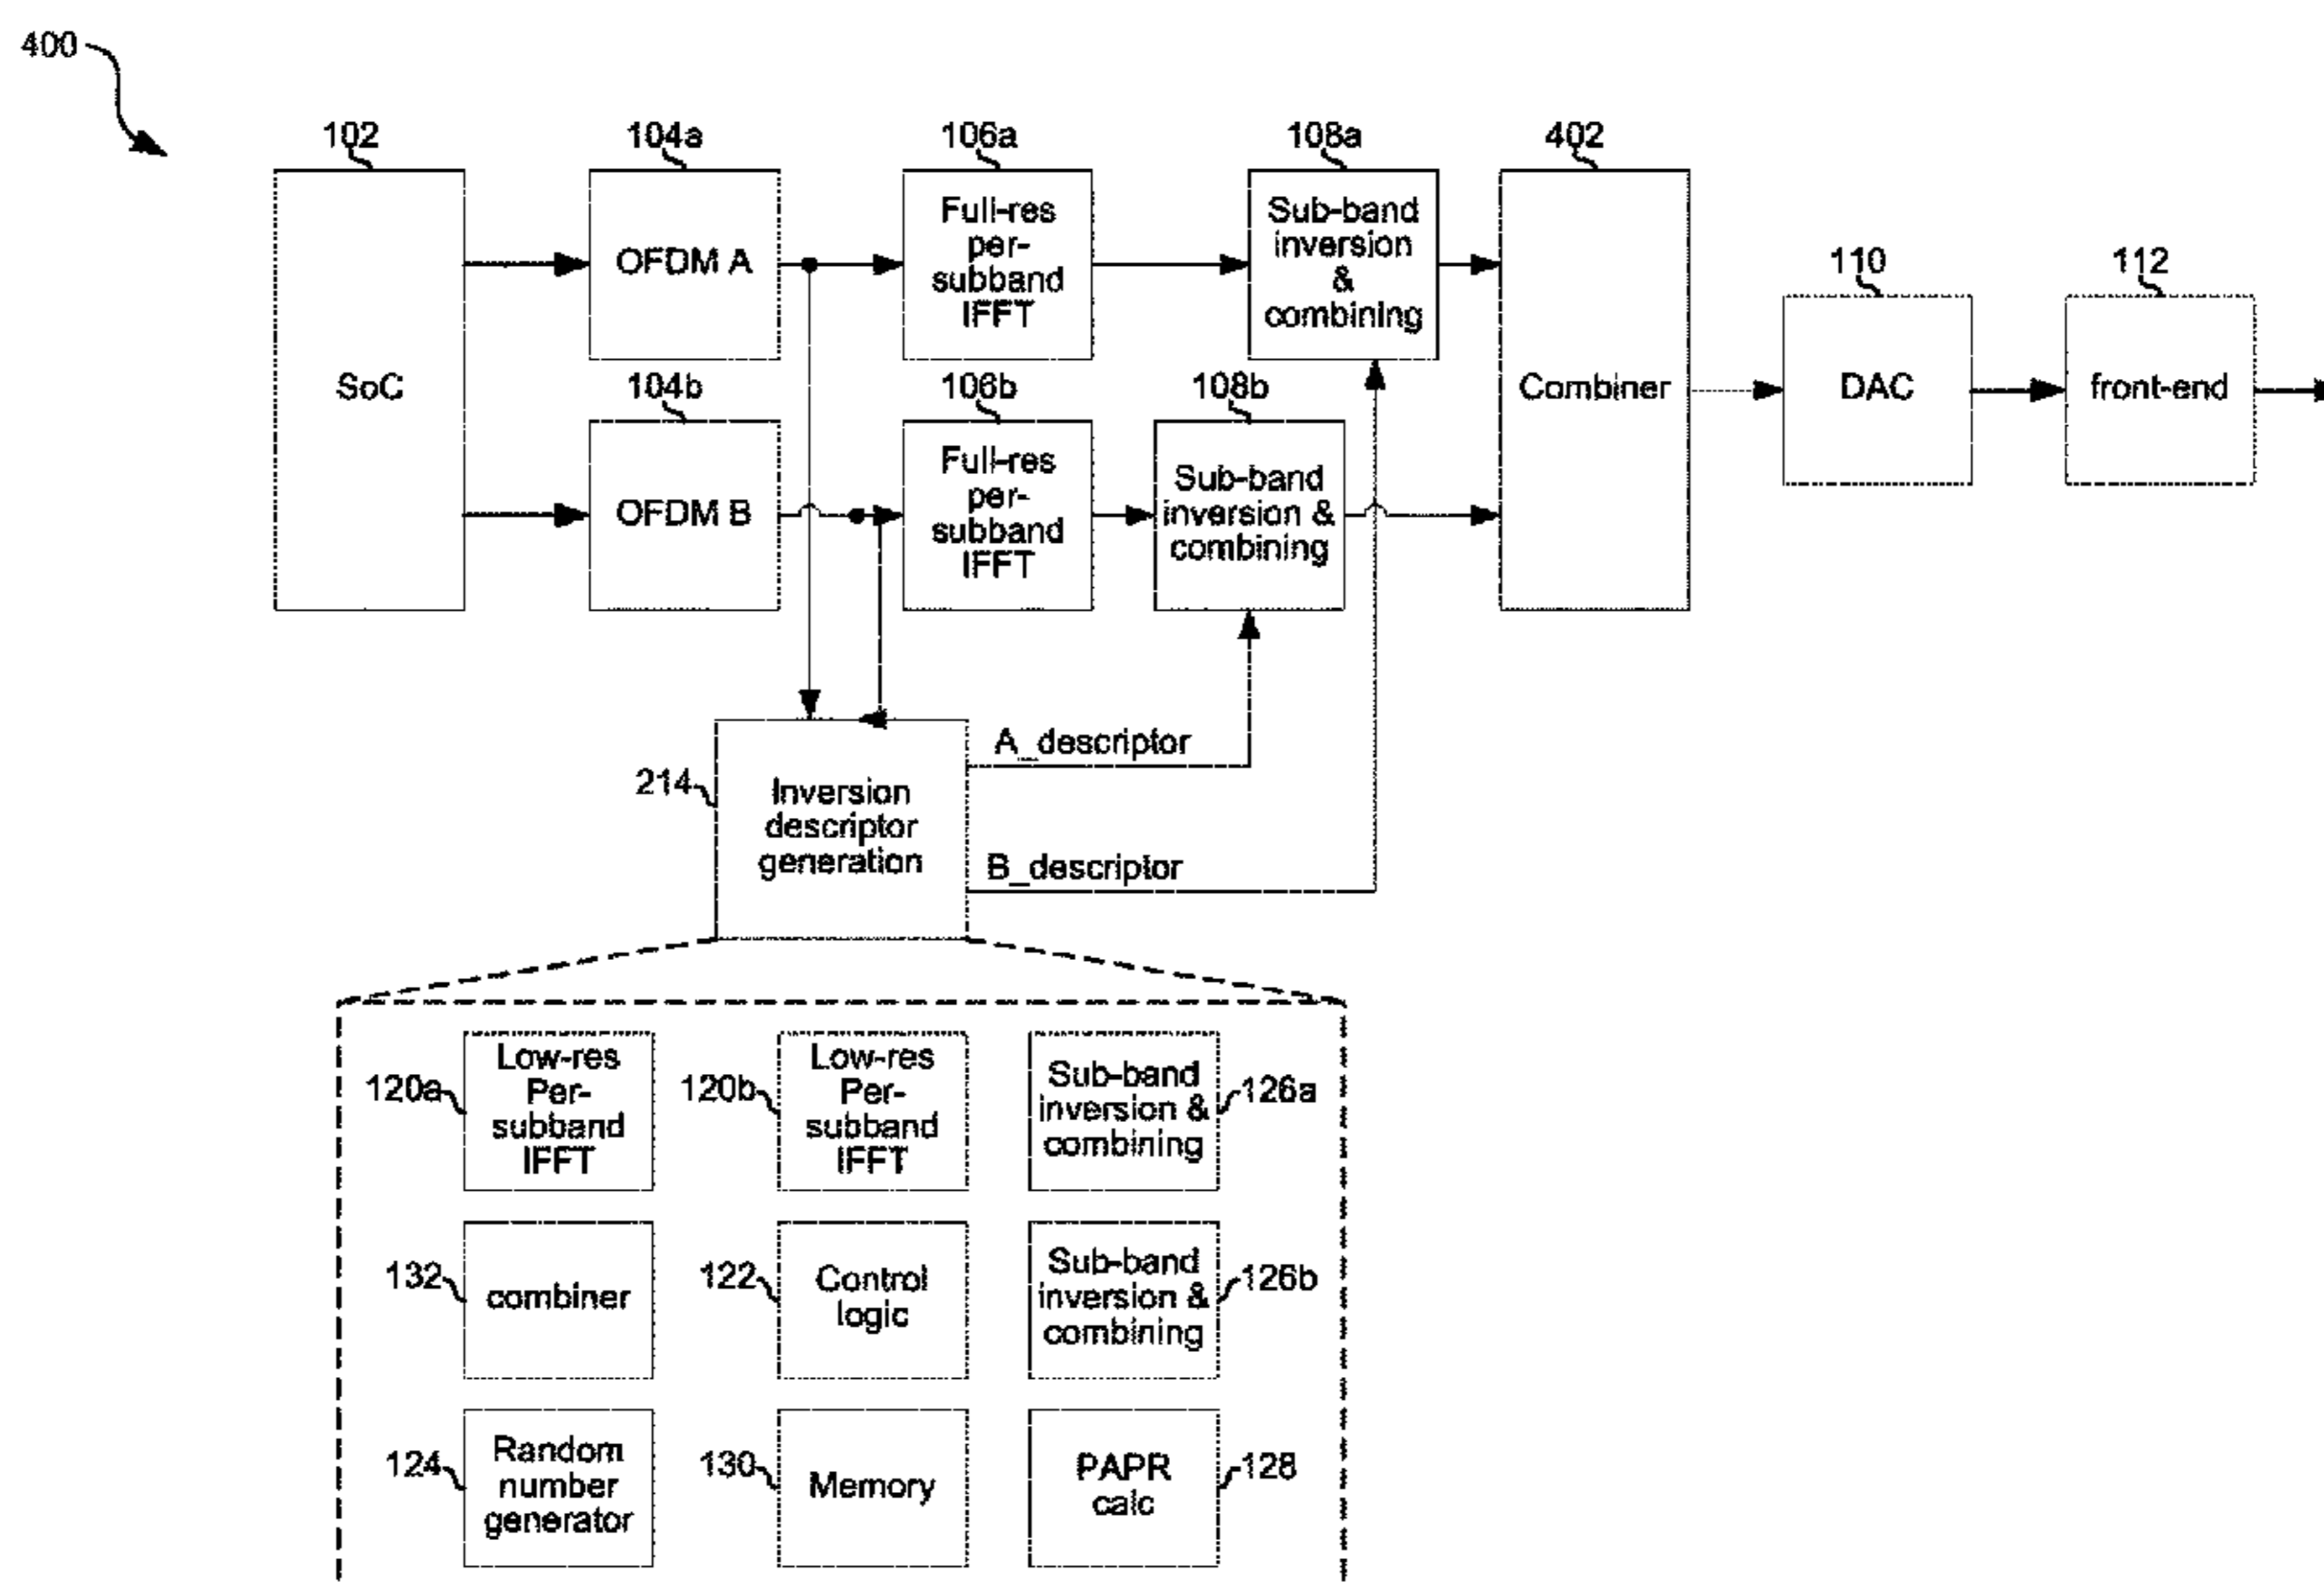 400
102
104a
106a
108a
402
SoC
OFDM A
Full-res
per-
subband
IFFT
Sub-band
inversion
&
combining
Combiner
110
DAC
112
front-end
104b
106b
108b
OFDM B
Full-res
per-
subband
IFFT
Sub-band
inversion &
combining
214
Inversion
descriptor
generation
A_descriptor
B_descriptor
120a
Low-res
Per-
subband
IFFT
120b
Low-res
Per-
subband
IFFT
Sub-band
inversion &
combining
126a
132
combiner
122
Control
logic
Sub-band
inversion &
combining
126b
124
Random
number
generator
130
Memory
PAPR
calc
128